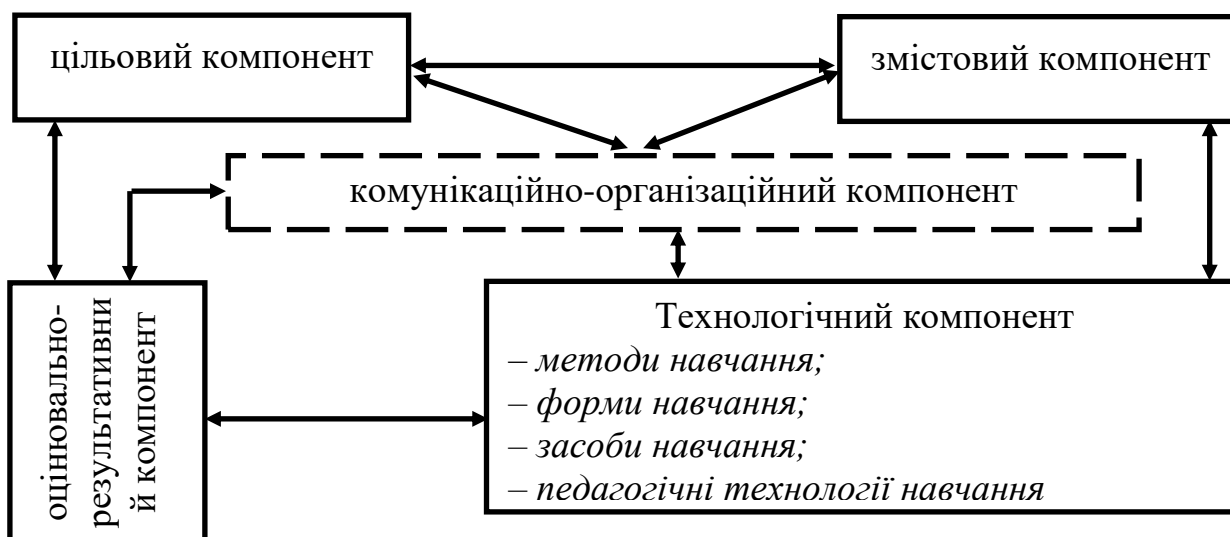 цільовий компонент
змістовий компонент
комунікаційно-організаційний компонент
оцінювально-
результативни
й компонент
Технологічний компонент
– методи навчання;
– форми навчання;
– засоби навчання;
– педагогічні технології навчання